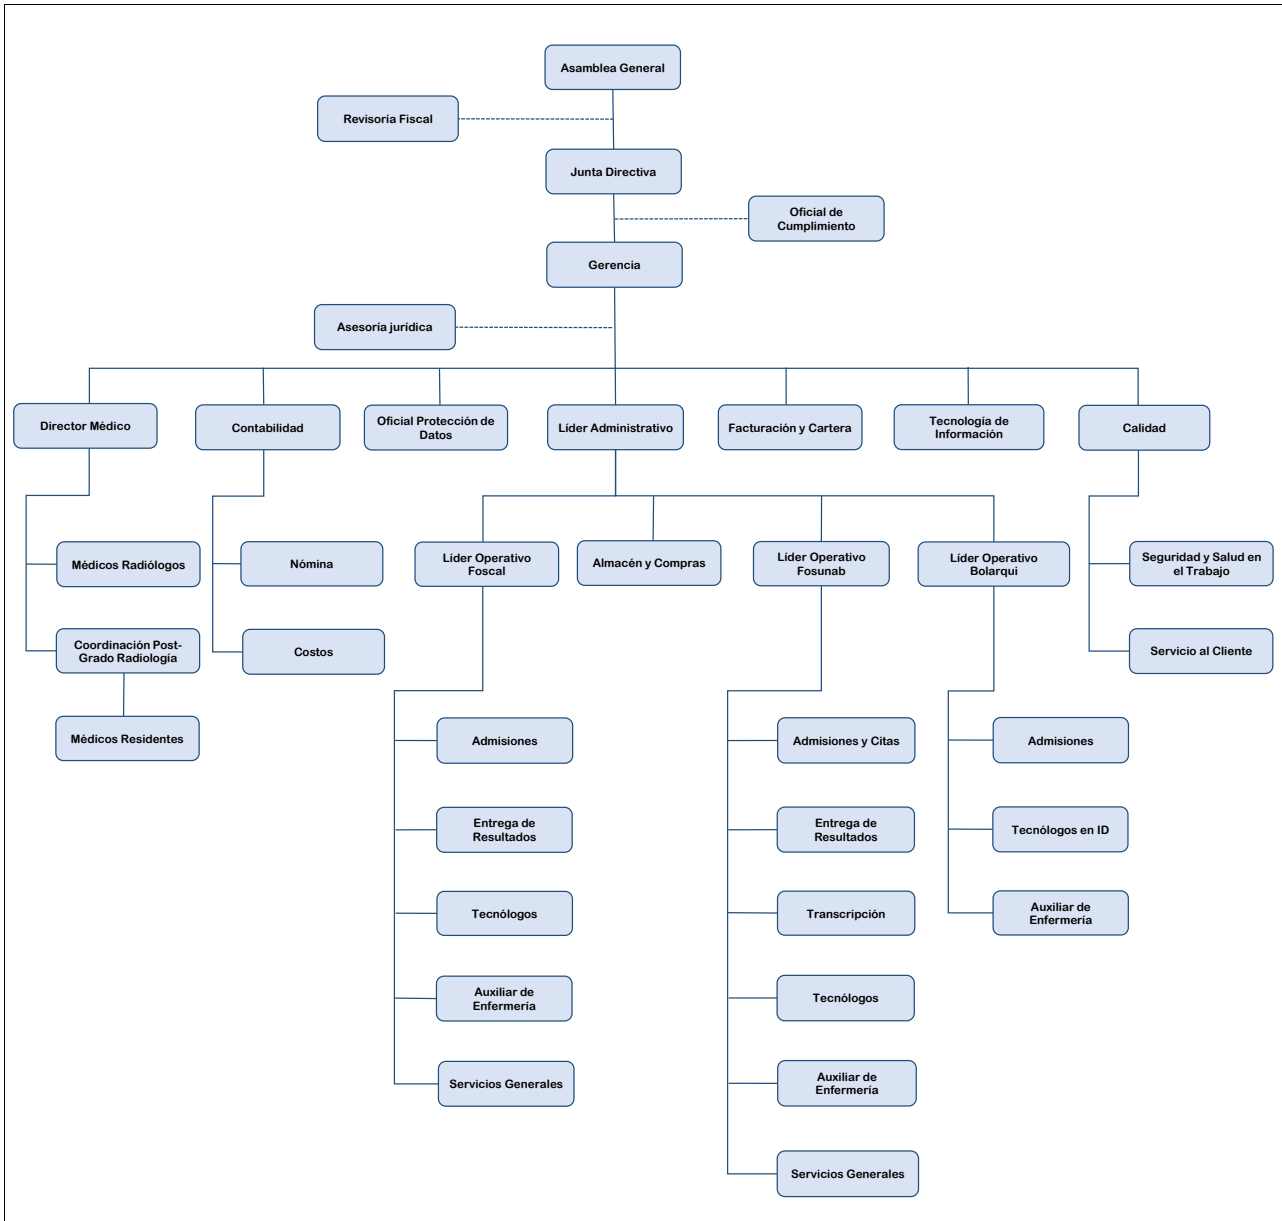 Asamblea General
Revisoría Fiscal
Junta Directiva
Oficial de
Cumplimiento
Gerencia
Asesoría jurídica
Director Médico
Contabilidad
Oficial Protección de
Datos
Líder Administrativo
Facturación y Cartera
Tecnología de
Información
Calidad
Médicos Radiólogos
Nómina
Líder Operativo
Foscal
Almacén y Compras
Líder Operativo
Fosunab
Líder Operativo
Bolarqui
Seguridad y Salud en
el Trabajo
Coordinación Post-
Grado Radiología
Costos
Servicio al Cliente
Médicos Residentes
Admisiones
Admisiones y Citas
Admisiones
Entrega de
Resultados
Entrega de
Resultados
Tecnólogos en ID
Tecnólogos
Transcripción
Auxiliar de
Enfermería
Auxiliar de
Enfermería
Tecnólogos
Servicios Generales
Auxiliar de
Enfermería
Servicios Generales